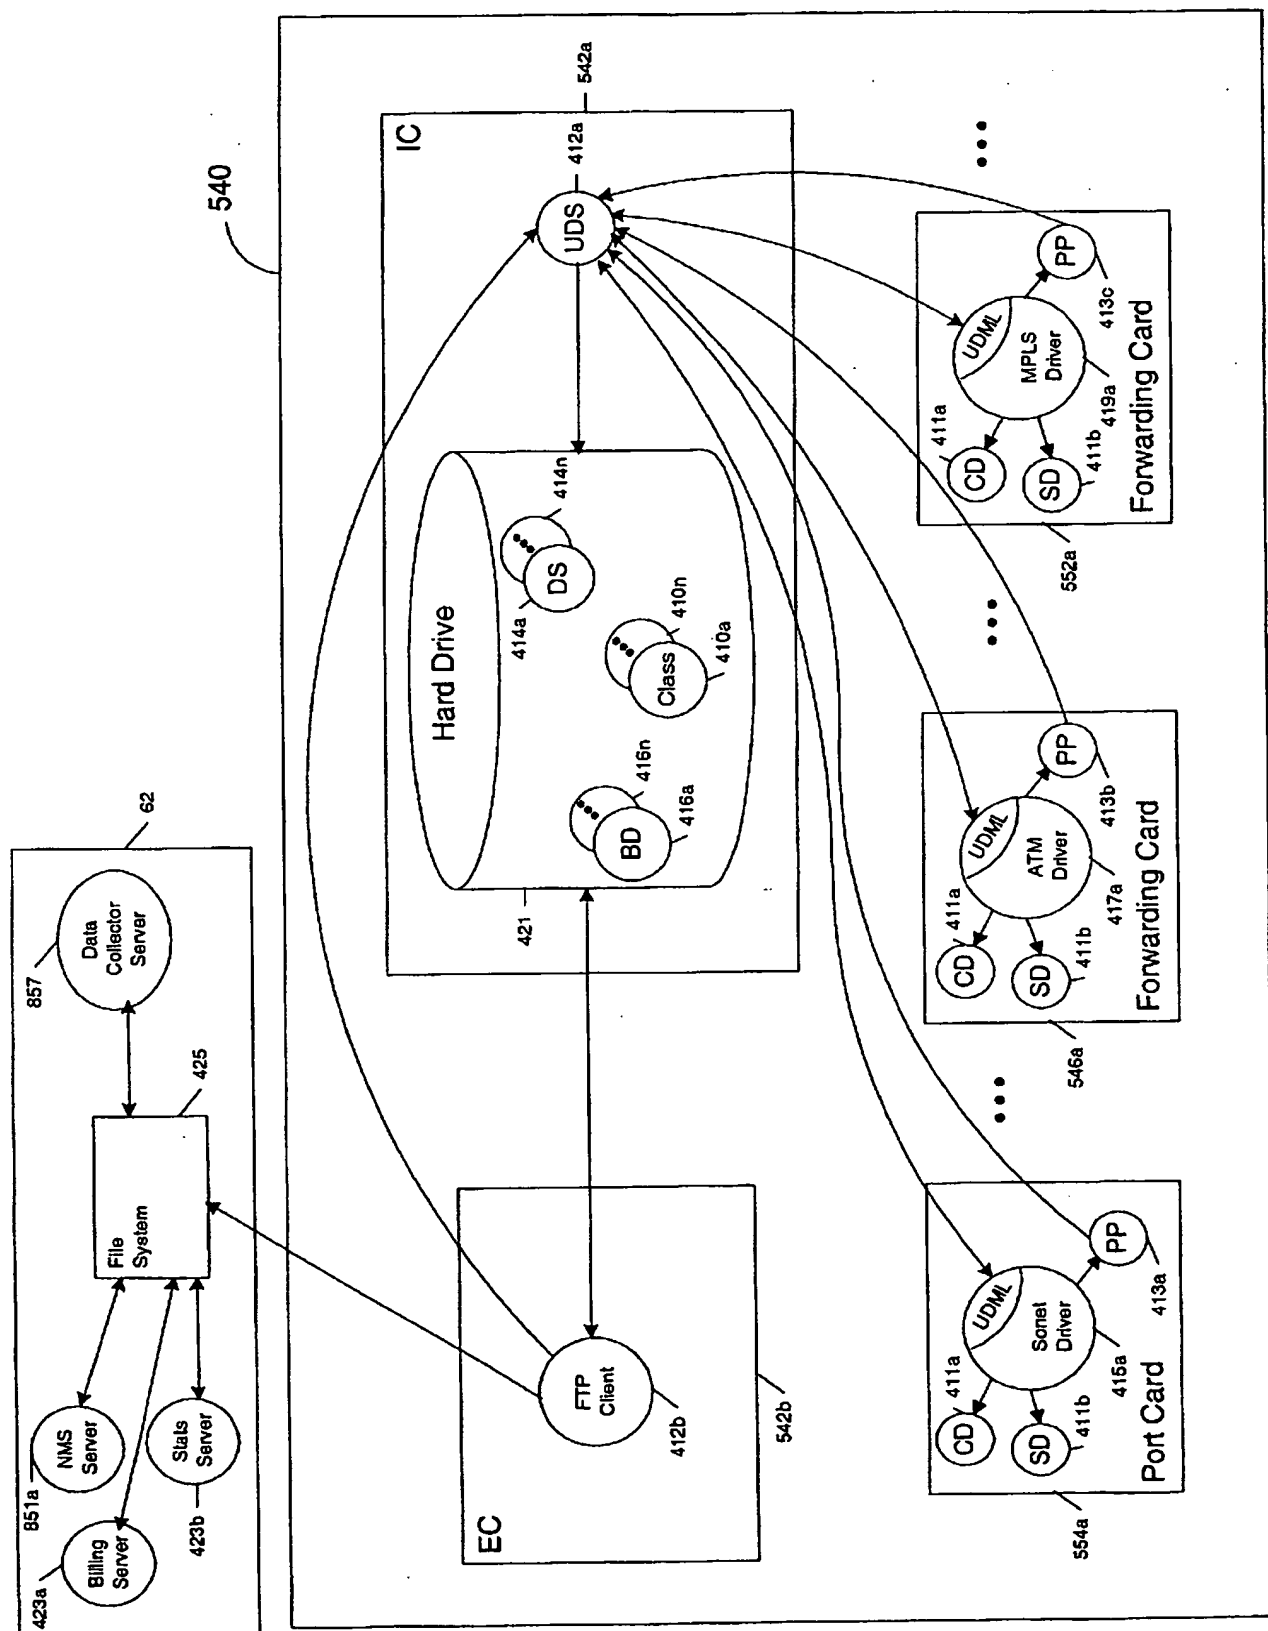 62
423a
Billing
Server
851a
NMS
Server
423b
Stats
Server
File
System
425
857
Data
Collector
Server
540
EC
FTP
Client
412b
542b
IC
542a
UDS
412a
Hard Drive
421
BD
416n
416a
DS
414a
414n
Class
410n
410a
554a
CD
411a
SD
411b
UDML
Sonet
Driver
415a
PP
413a
Port Card
546a
CD
411a
SD
411b
UDML
ATM
Driver
417a
PP
413b
Forwarding Card
552a
CD
411a
SD
411b
UDML
MPLS
Driver
419a
PP
413c
Forwarding Card